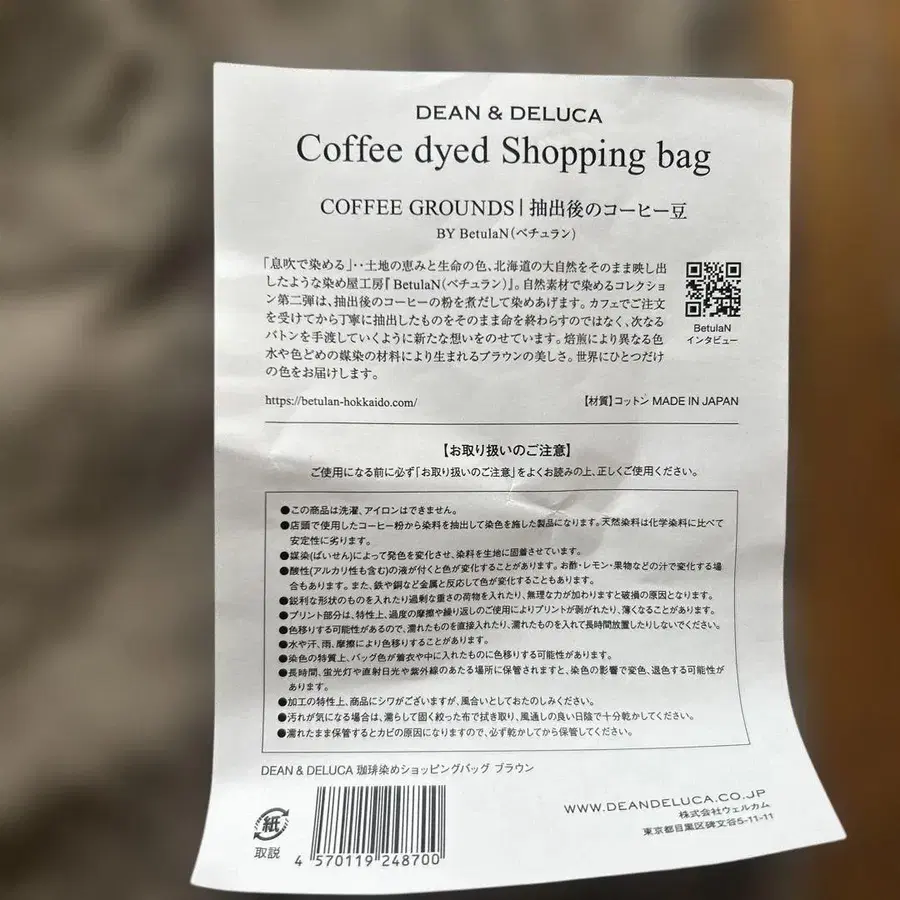 DEAN & DELUCA
Coffee dyed Shopping bag
COFFEE GROUNDS | 抽出後のコーヒー豆
BY BetulaN(ベチュラン)
「息吹で染める」‥土地の恵みと生命の色、北海道の大自然をそのまま映し出
したような染め屋工房『BetulaN(ベチュラン)』。自然素材で染めるコレクショ
ン第二弾は、抽出後のコーヒーの粉を煮だして染めあげます。カフェでご注文
を受けてから丁寧に抽出したものをそのまま命を終わらすのではなく、次なる
バトンを手渡していくように新たな想いをのせています。焙煎により異なる色
水や色どめの媒染の材料により生まれるブラウンの美しさ。世界にひとつだけ
の色をお届けします。
BetulaN
インタビュー
https://betulan-hokkaido.com/
【材質】コットン MADE IN JAPAN
【お取り扱いのご注意】
ご使用になる前に必ず「お取り扱いのご注意」をよくお読みの上、正しくご使用ください。
●この商品は洗濯、アイロンはできません。
●店頭で使用したコーヒー粉から染料を抽出して染色を施した製品になります。天然染料は化学染料に比べて
安定性に劣ります。
●媒染(ばいせん)によって発色を変化させ、染料を生地に固着させています。
●酸性(アルカリ性も含む)の液が付くと色が変化することがあります。お酢・レモン・果物などの汁で変化する場
合もあります。また、鉄や銅など金属と反応して色が変化することもあります。
●鋭利な形状のものを入れたり過剰な重さの荷物を入れたり、無理な力が加わりますと破損の原因となります。
●プリント部分は、特性上、過度の摩擦や繰り返しのご使用によりプリントが剥がれたり、薄くなることがあります。
●色移りする可能性があるので、濡れたものを直接入れたり、濡れたものを入れて長時間放置したりしないでください。
●水や汗、雨、摩擦により色移りすることがあります。
●染色の特質上、バッグ色が着衣や中に入れたものに色移りする可能性があります。
●長時間、蛍光灯や直射日光や紫外線のあたる場所に保管されますと、染色の影響で変色、退色する可能性が
あります。
●加工の特性上、商品にシワがございますが、風合いとしておたのしみください。
●汚れが気になる場合は、濡らして固く絞った布で拭き取り、風通しの良い日陰で十分乾かしてください。
●濡れたまま保管するとカビの原因になりますので、必ず乾かしてから保管してください。
DEAN & DELUCA 珈琲染めショッピングバッグ ブラウン
紙
取説
4 570119 248700
WWW.DEANDELUCA.CO.JP
株式会社ウェルカム
東京都目黒区碑文谷5-11-11